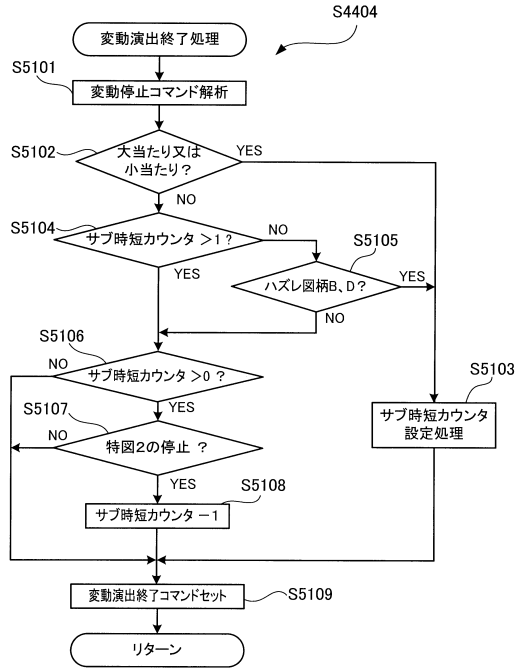 S4404
変動演出終了処理
S5101
変動停止コマンド解析
S5102
大当たり又は
小当たり？
YES
NO
S5104
サブ時短カウンタ ＞1？
NO
S5105
YES
ハズレ図柄B、D？
YES
NO
S5106
NO
サブ時短カウンタ ＞0 ？
S5103
YES
サブ時短カウンタ
設定処理
S5107
NO
特図２の停止 ？
YES
S5108
サブ時短カウンタ －１
変動演出終了コマンドセット
S5109
リターン